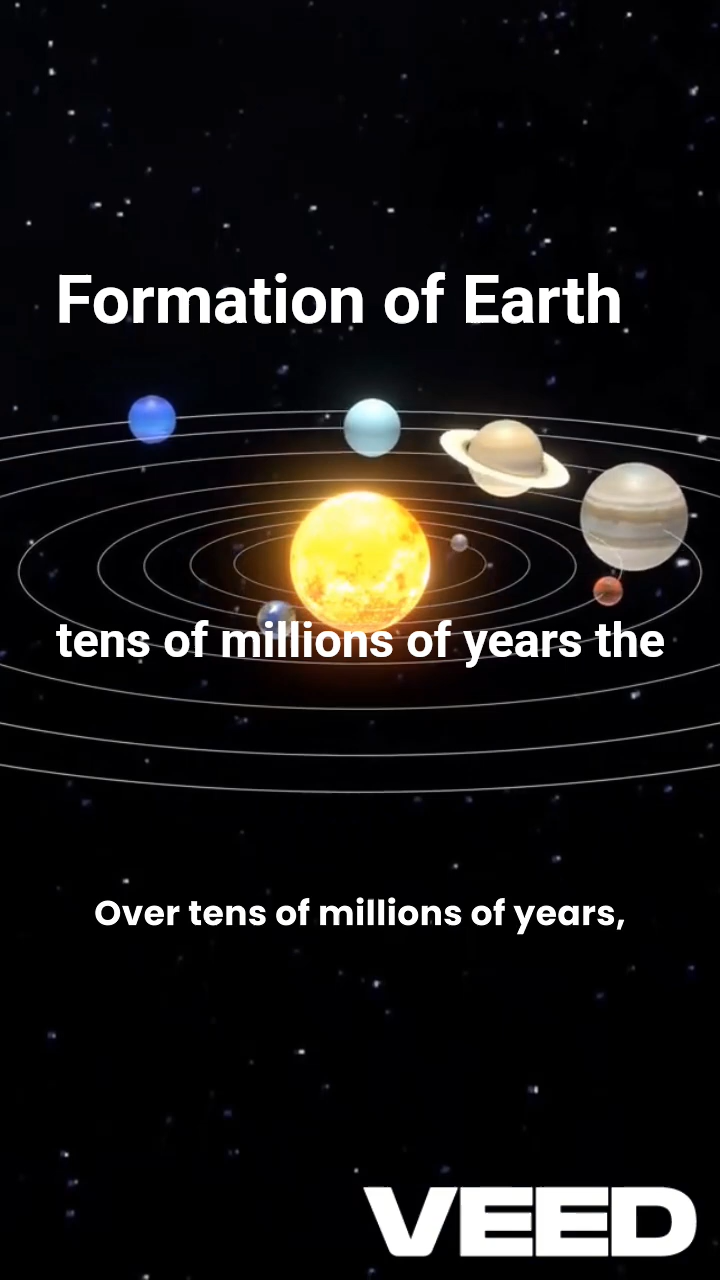 Formation of Earth
tens of millions of years the
Over tens of millions of years,
VEED